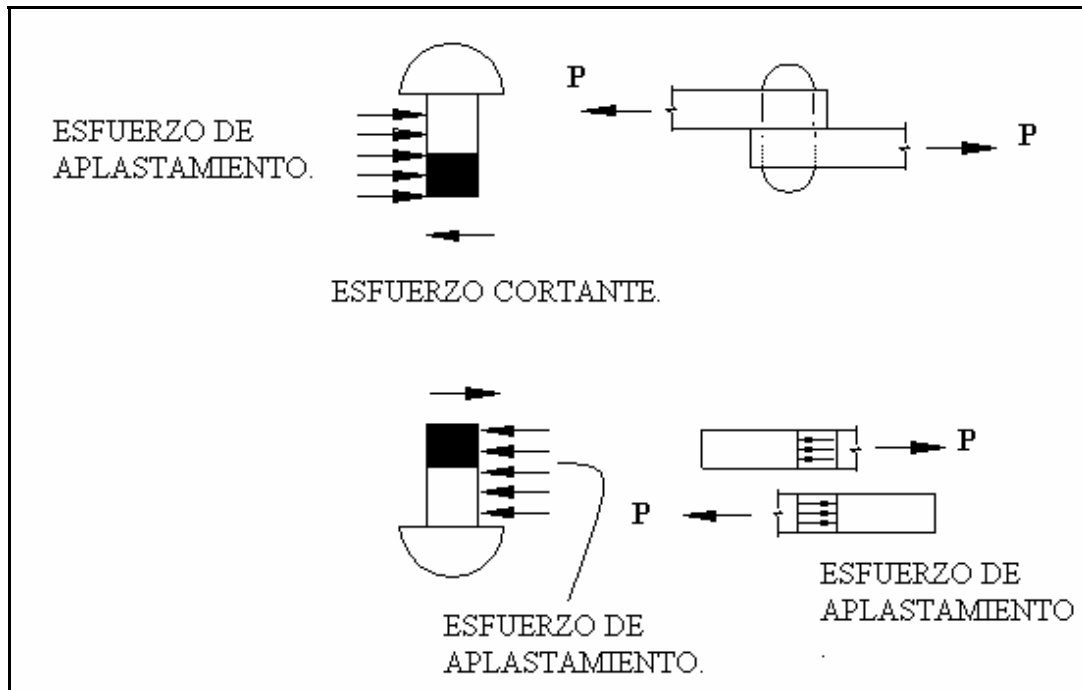 P
P
ESFUERZO DE
APLASTAMIENTO.
ESFUERZO CORTANTE.
P
P
ESFUERZO DE
APLASTAMIENTO
.
ESFUERZO DE
APLASTAMIENTO.